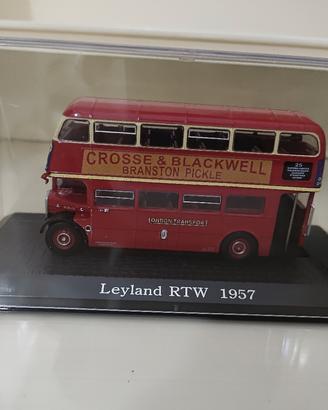 CROSSE & BLACKWELL
BRANSTON PICKLE
25
LONDON TRANSPORT
Leyland RTW 1957